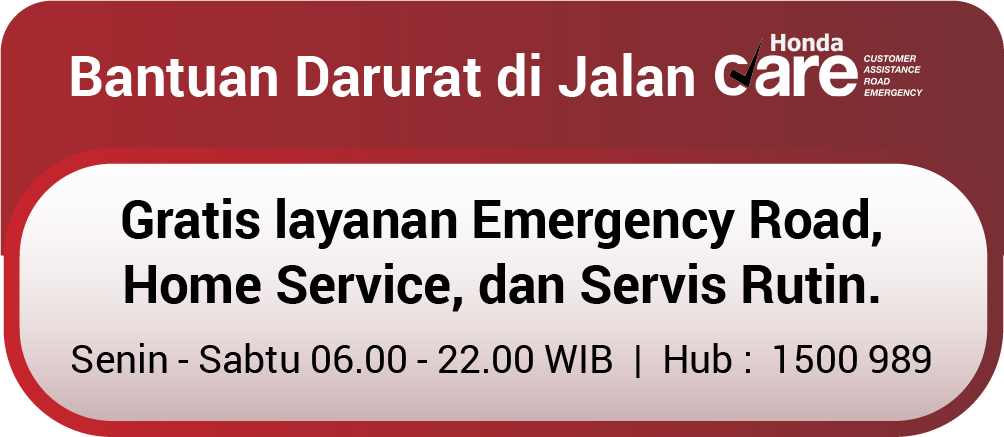 Bantuan Darurat di Jalan
Honda
care
CUSTOMER
ASSISTANCE
ROAD
EMERGENCY
Gratis layanan Emergency Road,
Home Service, dan Servis Rutin.
Senin - Sabtu 06.00 - 22.00 WIB | Hub : 1500 989